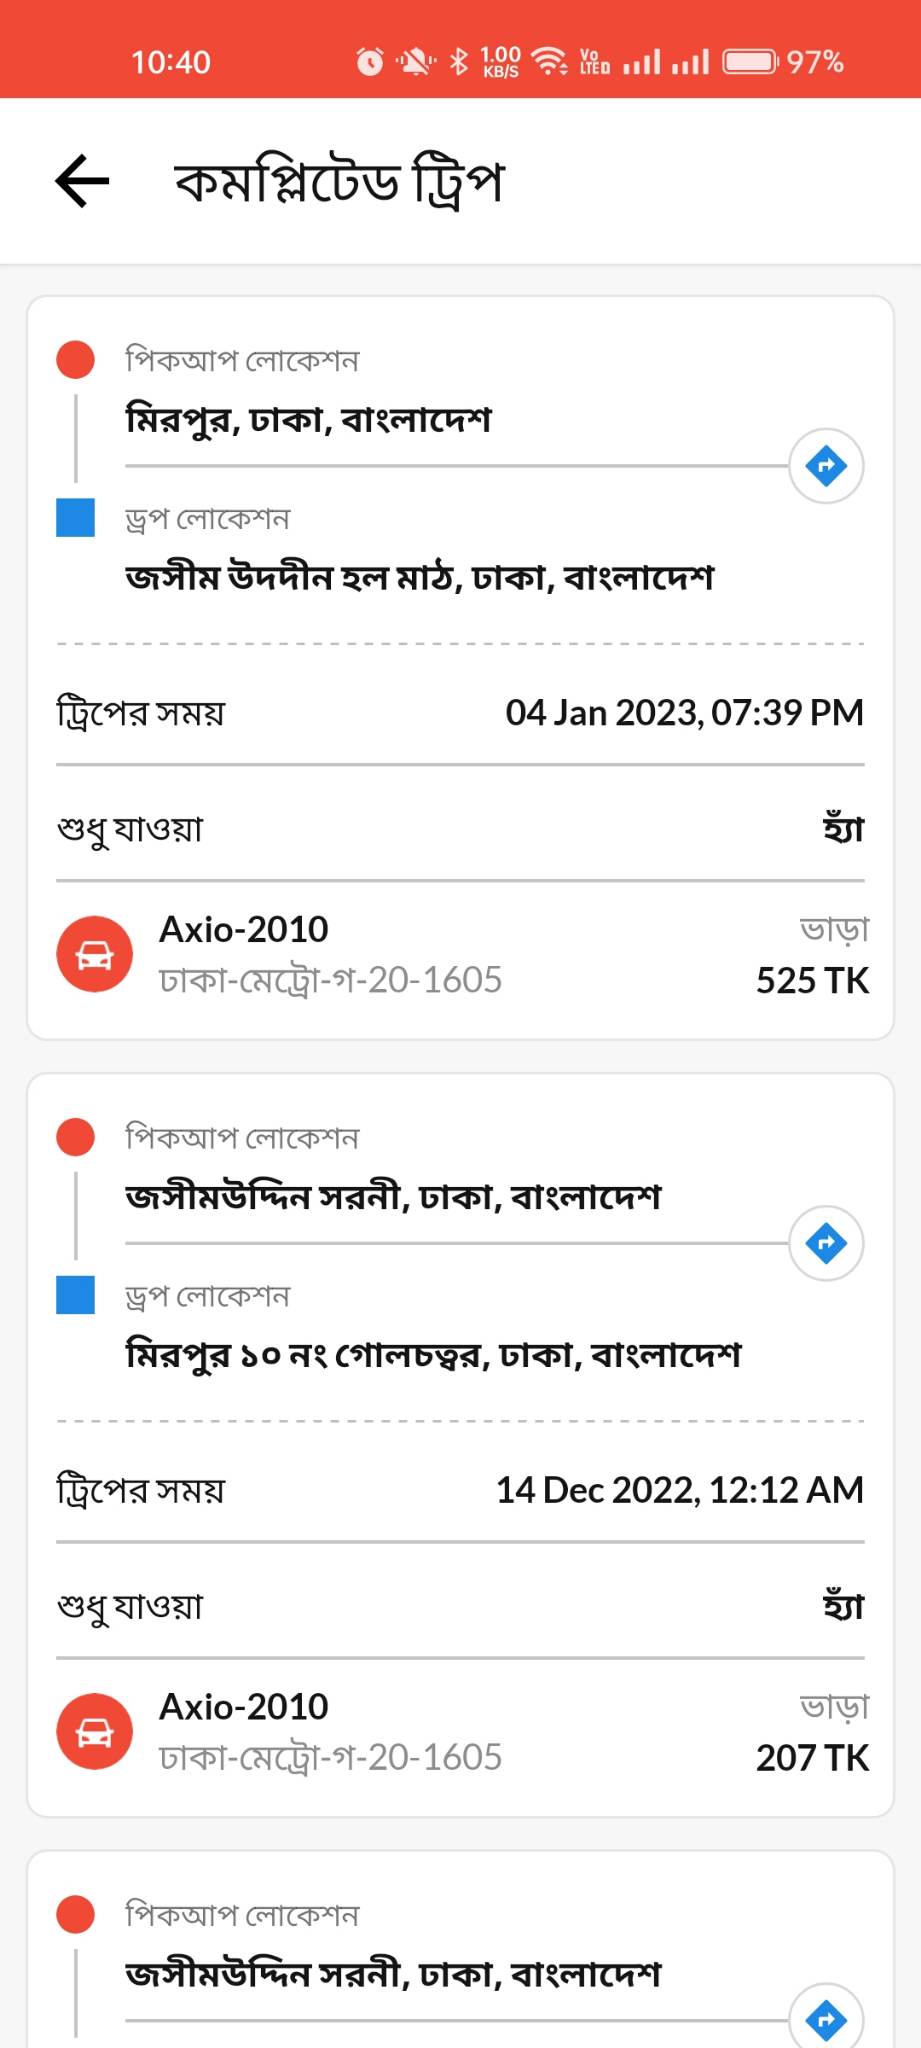 10:40 1.00 KB/S Vo LTED 97%
কমপ্লিটেড ট্রিপ
পিকআপ লোকেশন
মিরপুর, ঢাকা, বাংলাদেশ
ড্রপ লোকেশন
জসীম উদদীন হল মাঠ, ঢাকা, বাংলাদেশ
ট্রিপের সময় 04 Jan 2023, 07:39 PM
শুধু যাওয়া হ্যাঁ
Axio-2010 ভাড়া
ঢাকা-মেট্রো-গ-20-1605 525 TK
পিকআপ লোকেশন
জসীমউদ্দিন সরনী, ঢাকা, বাংলাদেশ
ড্রপ লোকেশন
মিরপুর ১০ নং গোলচত্বর, ঢাকা, বাংলাদেশ
ট্রিপের সময় 14 Dec 2022, 12:12 AM
শুধু যাওয়া হ্যাঁ
Axio-2010 ভাড়া
ঢাকা-মেট্রো-গ-20-1605 207 TK
পিকআপ লোকেশন
জসীমউদ্দিন সরনী, ঢাকা, বাংলাদেশ